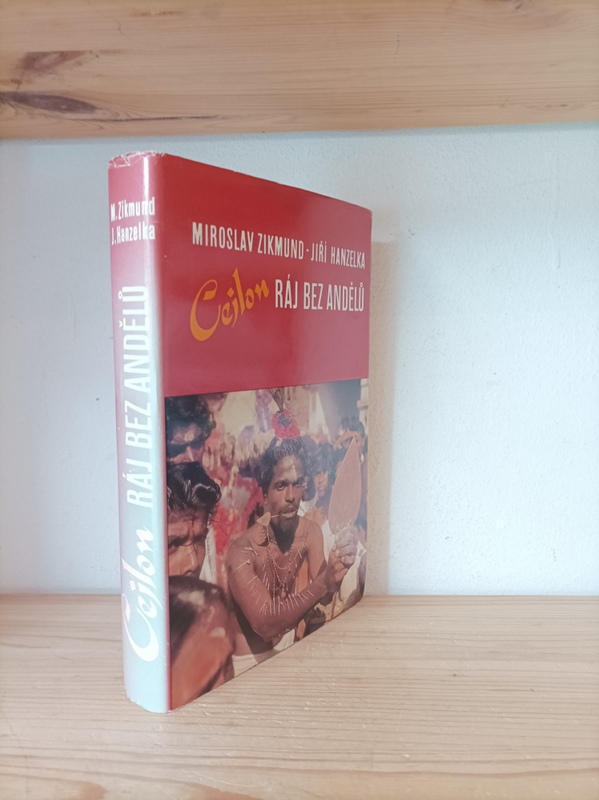 M. Zikmund
J. Hanzelka
Cejlon RÁJ BEZ ANDĚLŮ
MIROSLAV ZIKMUND - JIŘÍ HANZELKA
Cejlon RÁJ BEZ ANDĚLŮ